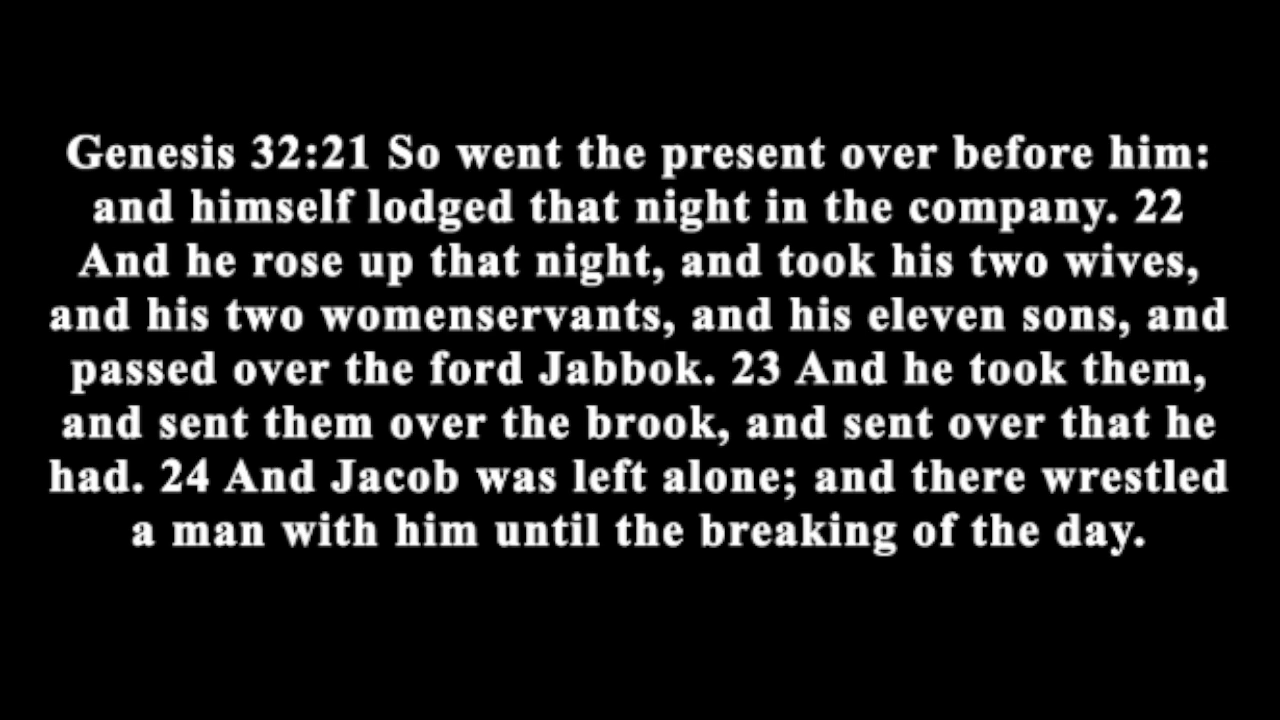 Genesis 32:21 So went the present over before him:
and himself lodged that night in the company. 22
And he rose up that night, and took his two wives,
and his two womenservants, and his eleven sons, and
passed over the ford Jabbok. 23 And he took them,
and sent them over the brook, and sent over that he
had. 24 And Jacob was left alone; and there wrestled
a man with him until the breaking of the day.